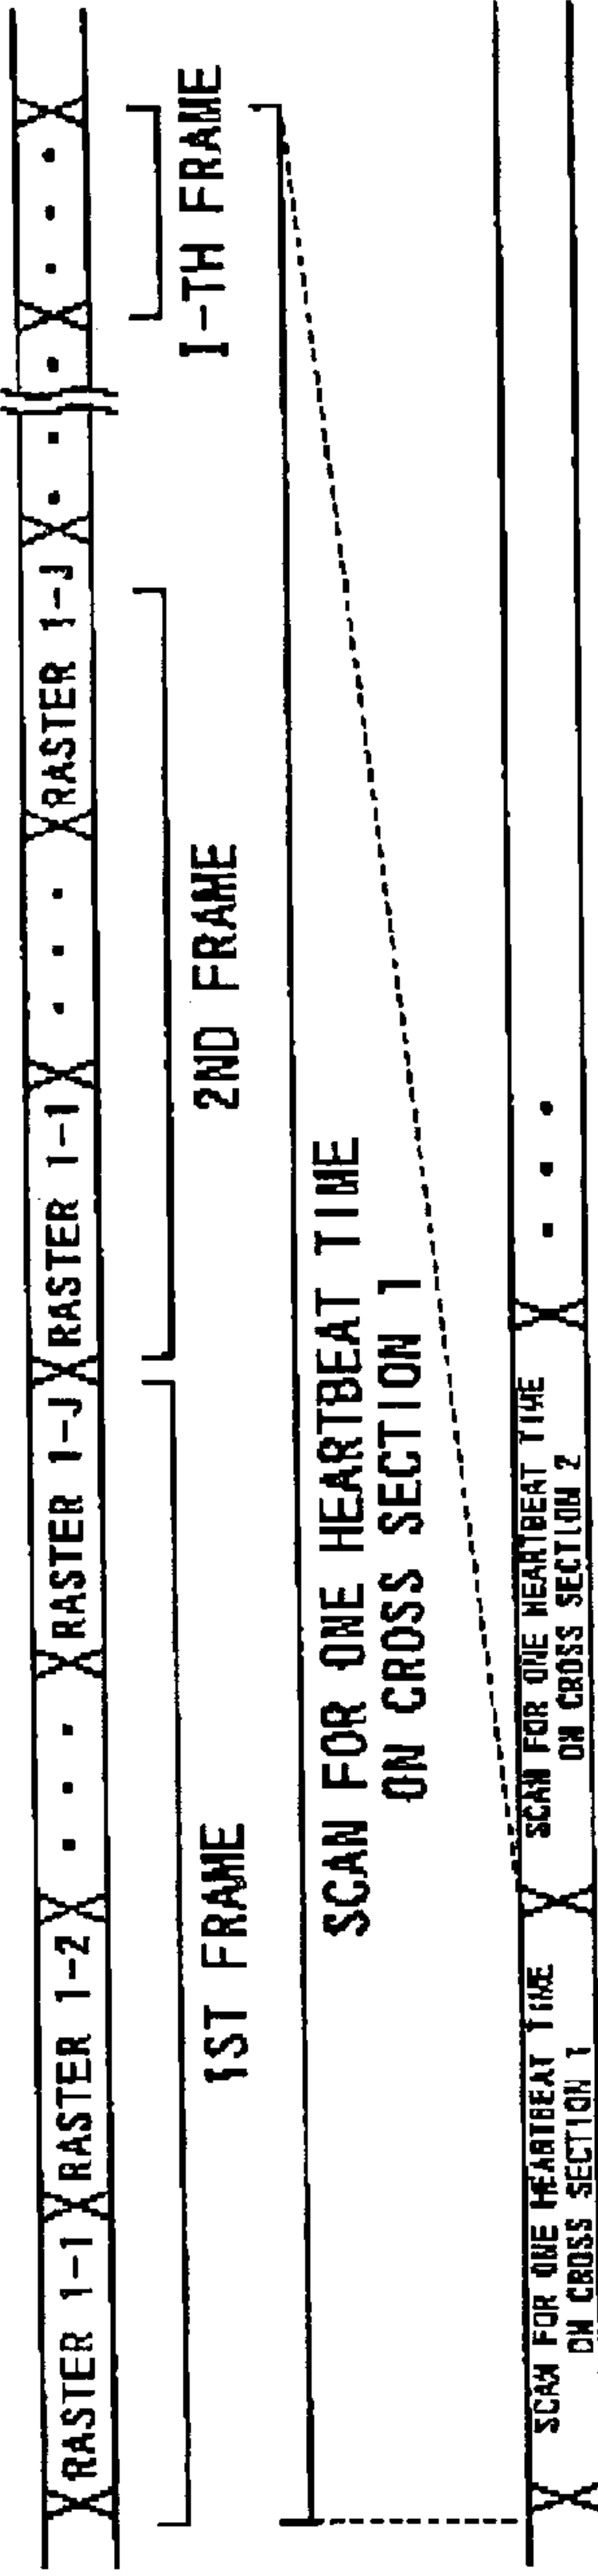 RASTER 1-1 RASTER 1-2 RASTER 1-J RASTER 1-1 RASTER 1-J
1ST FRAME 2ND FRAME I-TH FRAME
SCAN FOR ONE HEARTBEAT TIME
ON CROSS SECTION 1
SCAN FOR ONE HEARTBEAT TIME
ON CROSS SECTION 1
SCAN FOR ONE HEARTBEAT TIME
ON CROSS SECTION 2